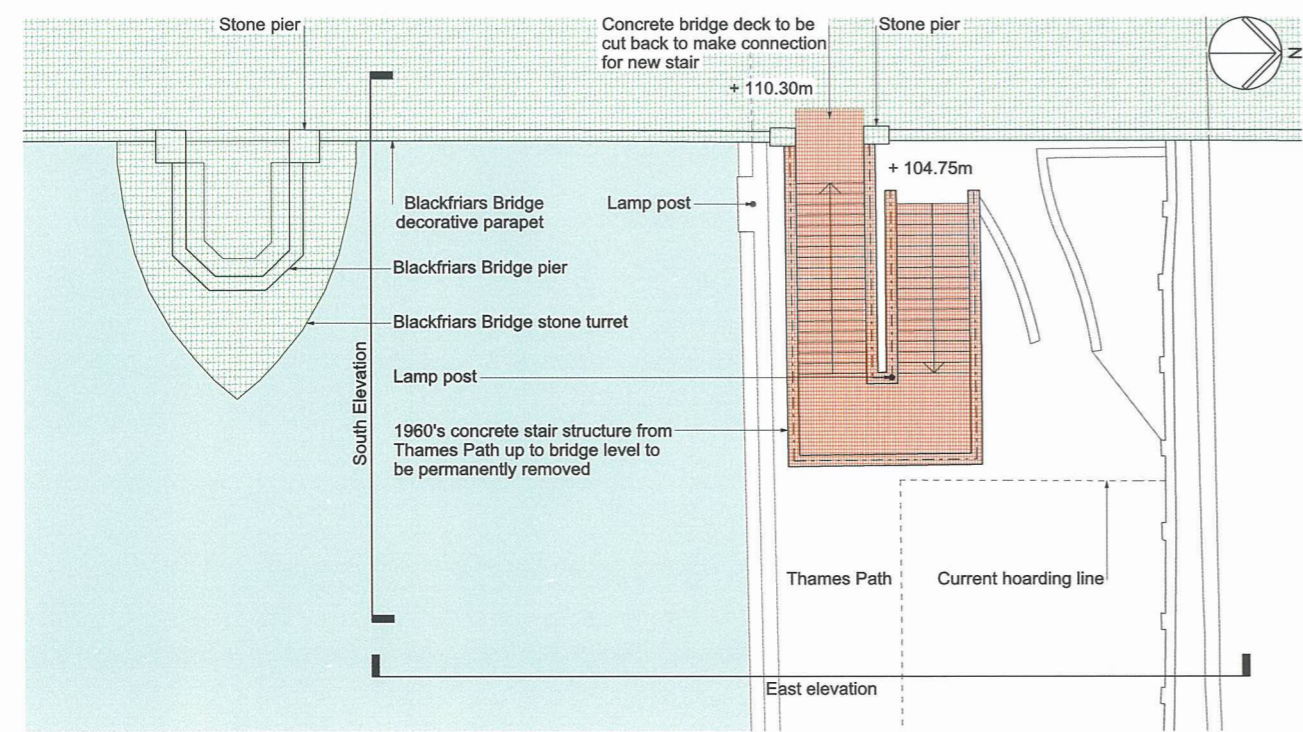 Stone pier
Concrete bridge deck to be
cut back to make connection
for new stair
Stone pier
N
+ 110.30m
+ 104.75m
Blackfriars Bridge
decorative parapet
Lamp post
Blackfriars Bridge pier
Blackfriars Bridge stone turret
South Elevation
Lamp post
1960's concrete stair structure from
Thames Path up to bridge level to
be permanently removed
Thames Path
Current hoarding line
East elevation